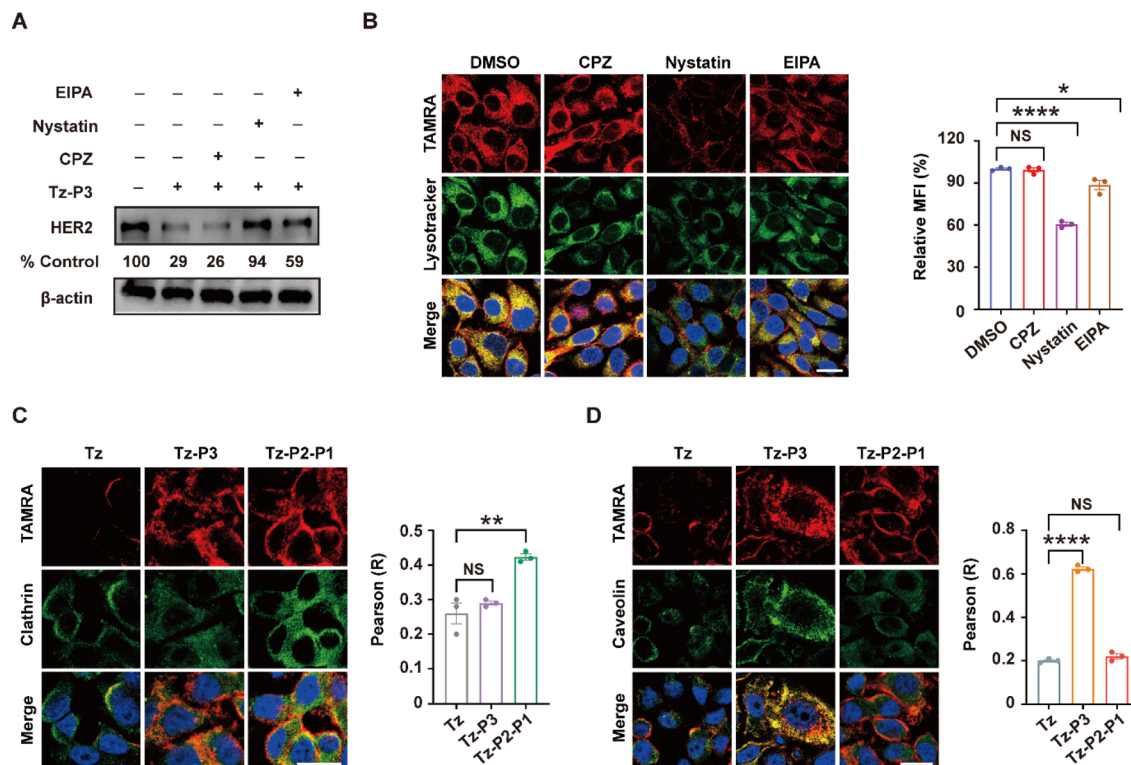 A
EIPA – – – – +
Nystatin – – – + –
CPZ – – + – –
Tz-P3 – + + + +
HER2
% Control 100 29 26 94 59
β-actin
B
DMSO CPZ Nystatin EIPA
TAMRA
Lysotracker
Merge
*
****
NS
Relative MFI (%)
120
90
60
30
0
DMSO CPZ Nystatin EIPA
C
Tz Tz-P3 Tz-P2-P1
TAMRA
Clathrin
Merge
**
NS
Pearson (R)
0.5
0.4
0.3
0.2
0.1
0
Tz Tz-P3 Tz-P2-P1
D
Tz Tz-P3 Tz-P2-P1
TAMRA
Caveolin
Merge
NS
****
Pearson (R)
0.8
0.6
0.4
0.2
0
Tz Tz-P3 Tz-P2-P1